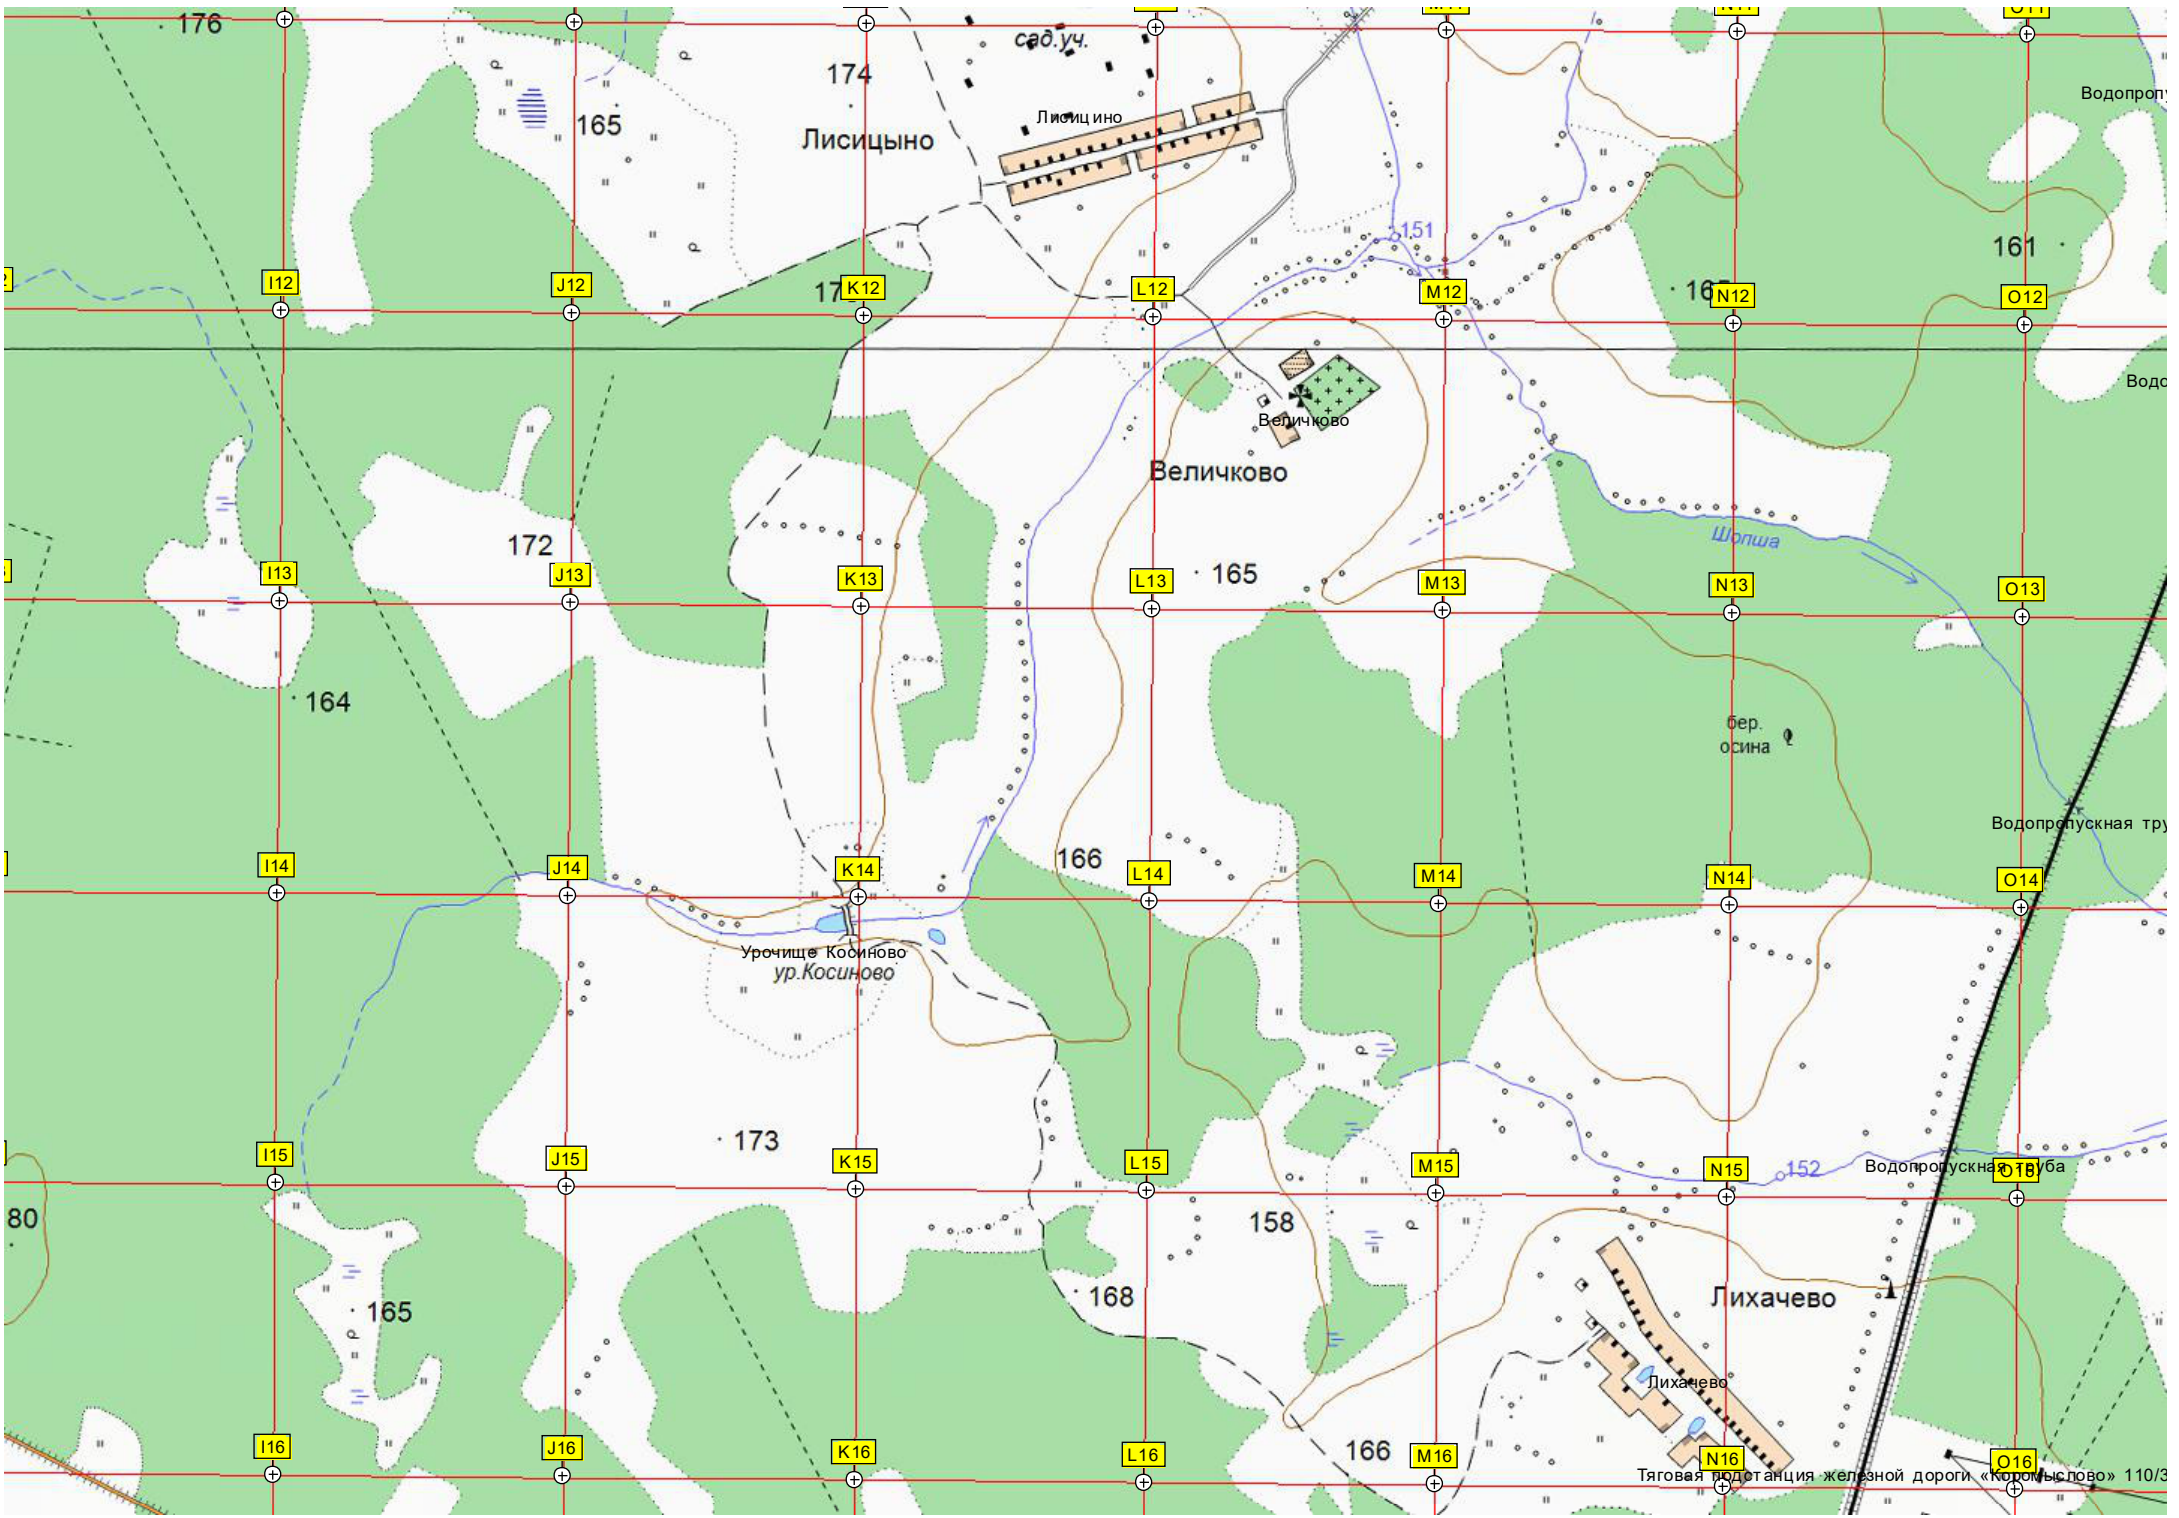 176
сад.уч.
174
Водопропу
165
Лисицино
Лисицыно
151
161
I12
J12
K12
L12
M12
N12
O12
Водо
Величково
Величково
172
Шопша
165
I13
J13
K13
L13
M13
N13
O13
164
бер.
осина
Водопропускная тру
166
I14
J14
K14
L14
M14
N14
O14
Урочище Косиново
ур.Косиново
173
I15
J15
K15
L15
M15
N15
152
Водопропускная труба
O15
80
158
168
Лихачево
165
Лихачево
166
I16
J16
K16
L16
M16
N16
O16
Тяговая подстанция железной дороги «Коромыслово» 110/3